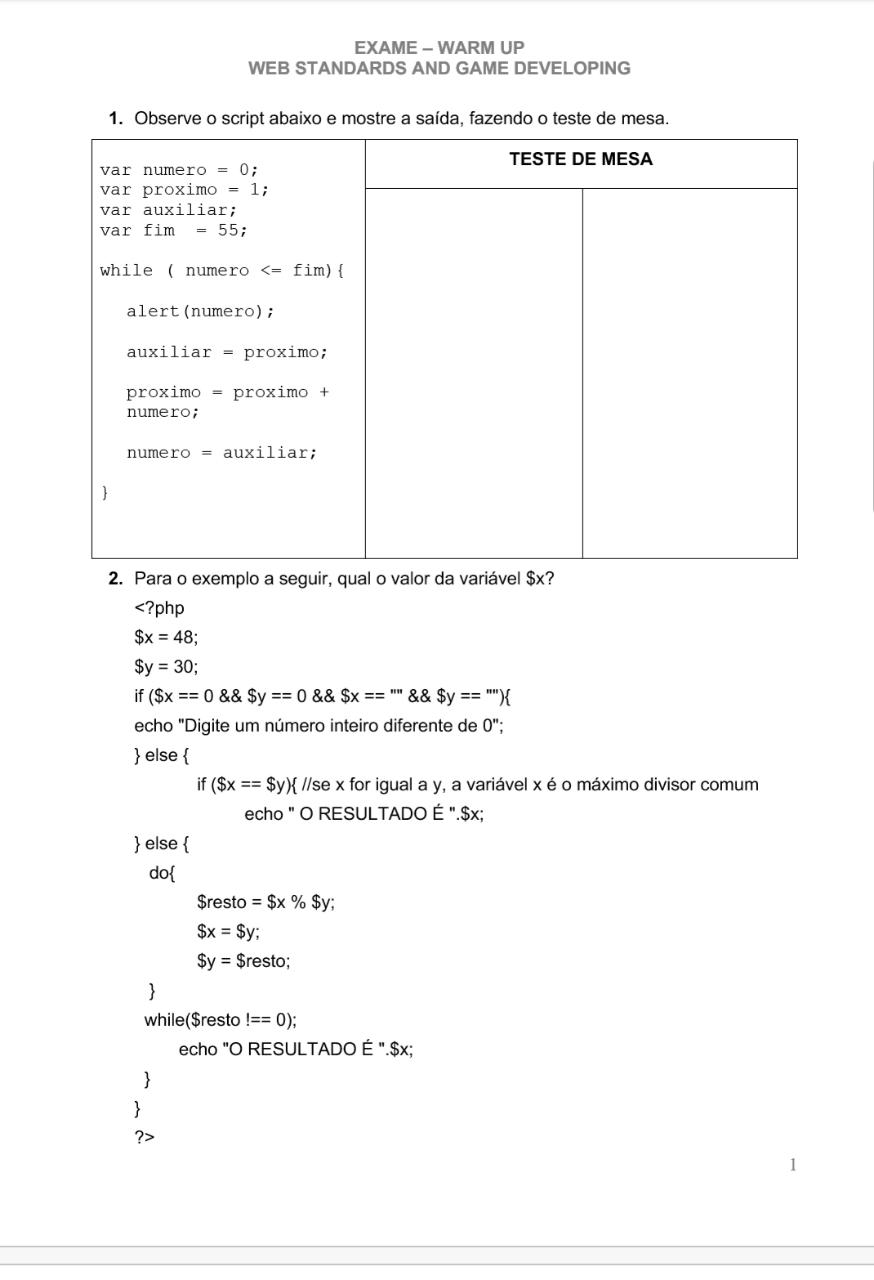 EXAME – WARM UP
WEB STANDARDS AND GAME DEVELOPING
1. Observe o script abaixo e mostre a saída, fazendo o teste de mesa.
var numero = 0;
var proximo = 1;
var auxiliar;
var fim  = 55;
while ( numero <= fim){
alert(numero);
auxiliar = proximo;
proximo = proximo +
numero;
numero = auxiliar;
}
TESTE DE MESA
2. Para o exemplo a seguir, qual o valor da variável $x?
<?php
$x = 48;
$y = 30;
if ($x == 0 && $y == 0 && $x == "" && $y == ""){
echo "Digite um número inteiro diferente de 0";
} else {
if ($x == $y){ //se x for igual a y, a variável x é o máximo divisor comum
echo " O RESULTADO É ".$x;
} else {
do{
$resto = $x % $y;
$x = $y;
$y = $resto;
}
while($resto !== 0);
echo "O RESULTADO É ".$x;
}
}
?>
1